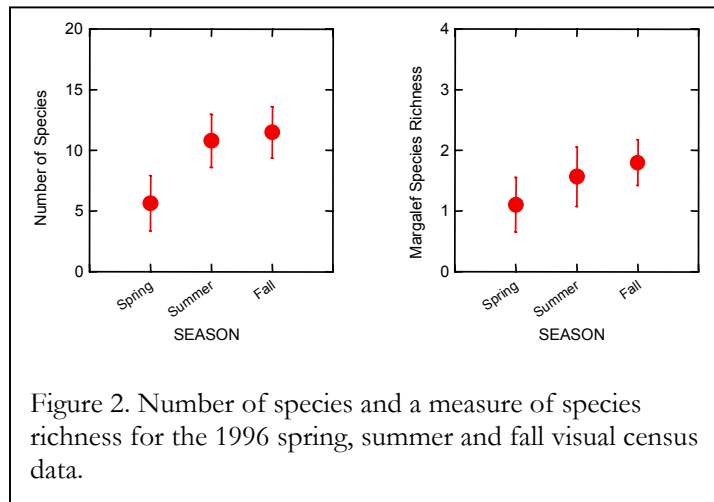 20
15
10
5
0
Number of Species
Spring
Summer
Fall
SEASON
4
3
2
1
0
Margalef Species Richness
Spring
Summer
Fall
SEASON
Figure 2. Number of species and a measure of species
richness for the 1996 spring, summer and fall visual census
data.